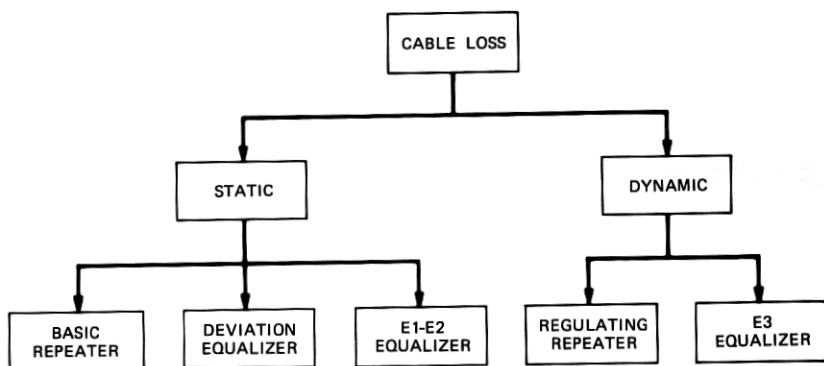 CABLE LOSS
STATIC
DYNAMIC
BASIC
REPEATER
DEVIATION
EQUALIZER
E1-E2
EQUALIZER
REGULATING
REPEATER
E3
EQUALIZER